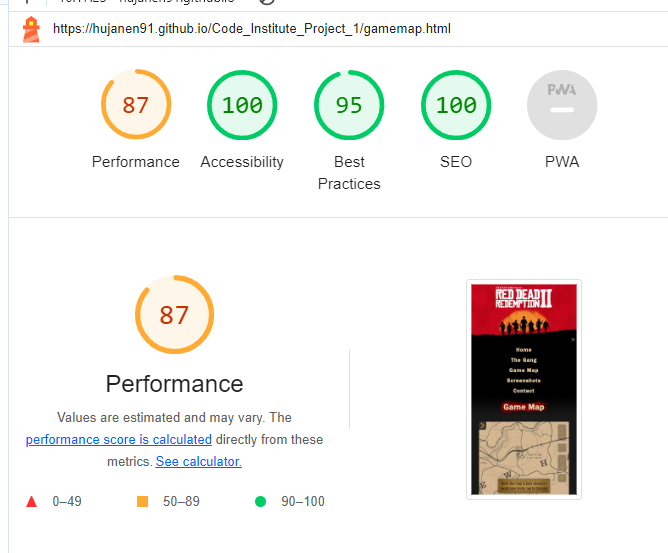 https://hujanen91.github.io/Code_Institute_Project_1/gamemap.html
87
100
95
100
PWA
Performance
Accessibility
Best
Practices
SEO
PWA
87
Performance
Values are estimated and may vary. The
performance score is calculated directly from these
metrics. See calculator.
0–49
50–89
90–100
RED DEAD
REDEMPTION II
Home
The Gang
Game Map
Screenshots
Contact
Game Map